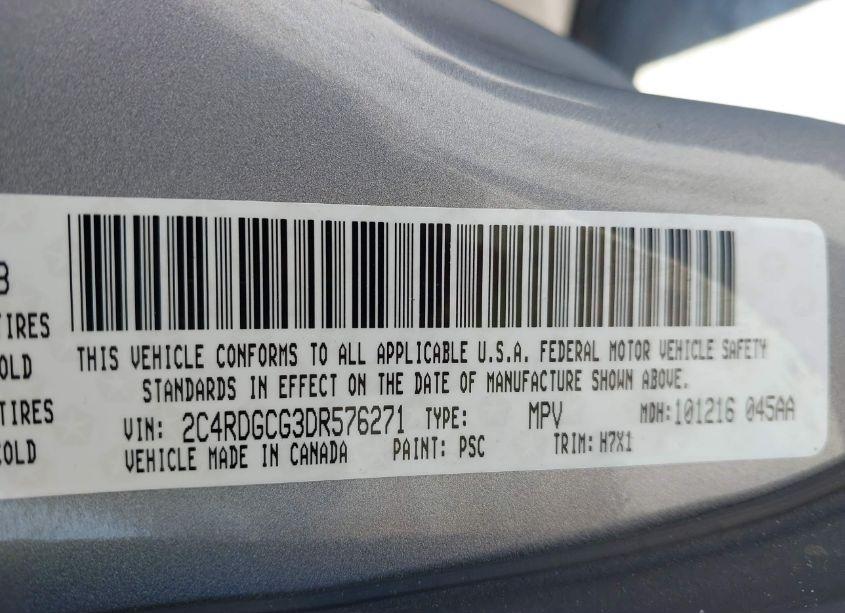 3
TIRES
OLD
TIRES
COLD
THIS VEHICLE CONFORMS TO ALL APPLICABLE U.S.A. FEDERAL MOTOR VEHICLE SAFETY
STANDARDS IN EFFECT ON THE DATE OF MANUFACTURE SHOWN ABOVE.
VIN: 2C4RDGCG3DR576271 TYPE: MPV MDH:101216 045AA
VEHICLE MADE IN CANADA PAINT: PSC TRIM: H7X1